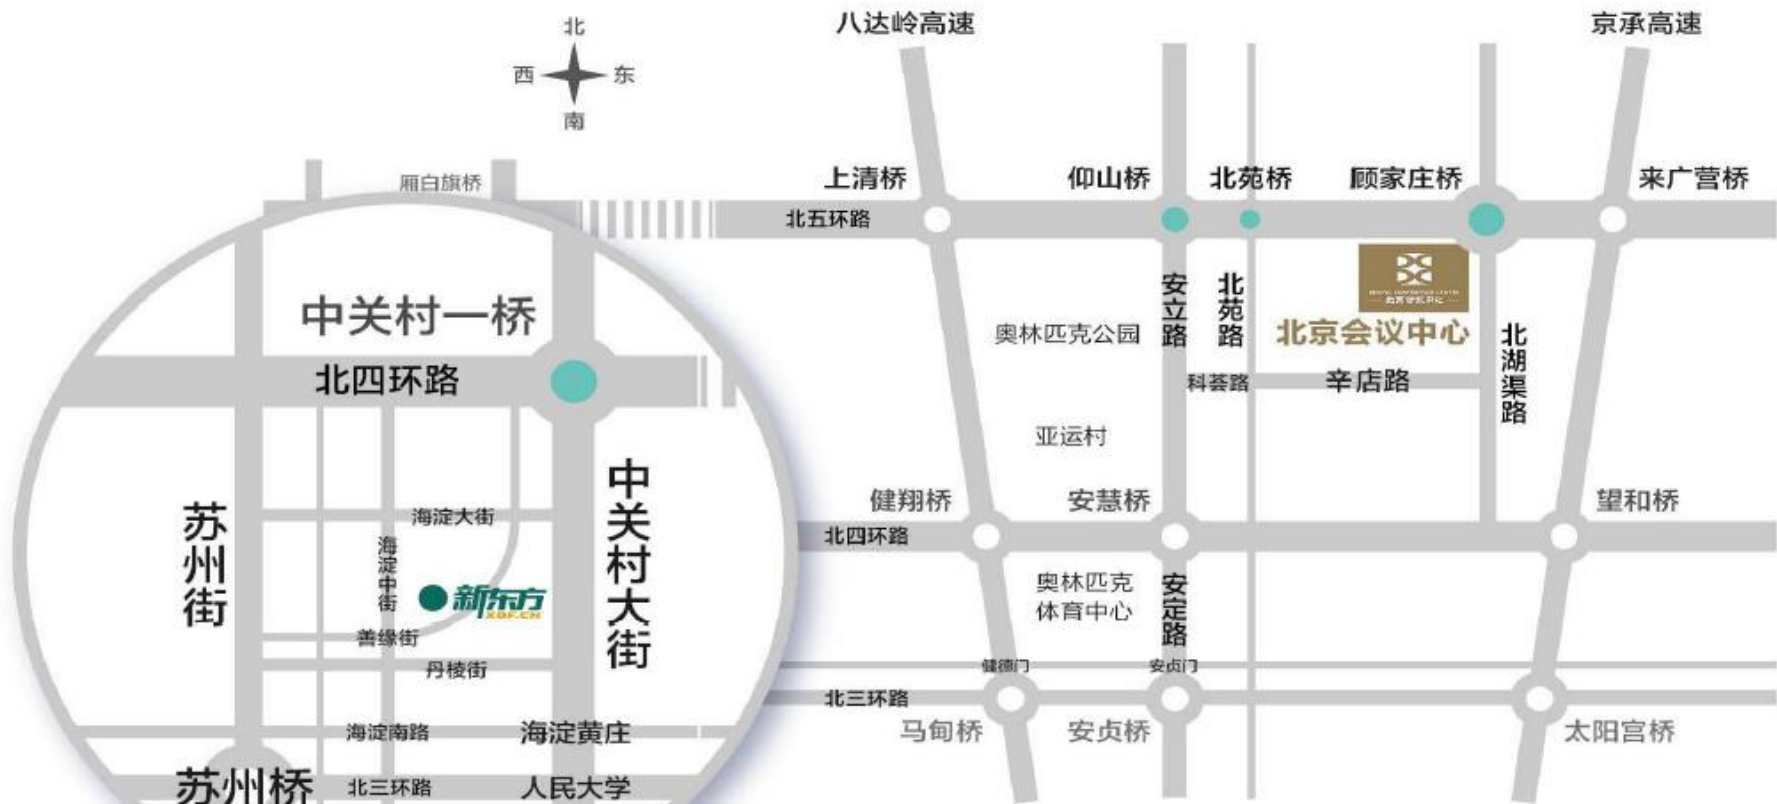 北
西
东
南
八达岭高速
京承高速
厢白旗桥
上清桥
仰山桥
北苑桥
顾家庄桥
来广营桥
北五环路
中关村一桥
北四环路
安立路
北苑路
奥林匹克公园
北京会议中心
北京会议中心
北湖渠路
科荟路
辛店路
亚运村
苏州街
中关村大街
海淀大街
海淀中街
新东方
XDF.CN
善缘街
丹棱街
健翔桥
安慧桥
望和桥
北四环路
奥林匹克
体育中心
安定路
健德门
安贞门
北三环路
马甸桥
安贞桥
太阳宫桥
海淀南路
海淀黄庄
苏州桥
北三环路
人民大学